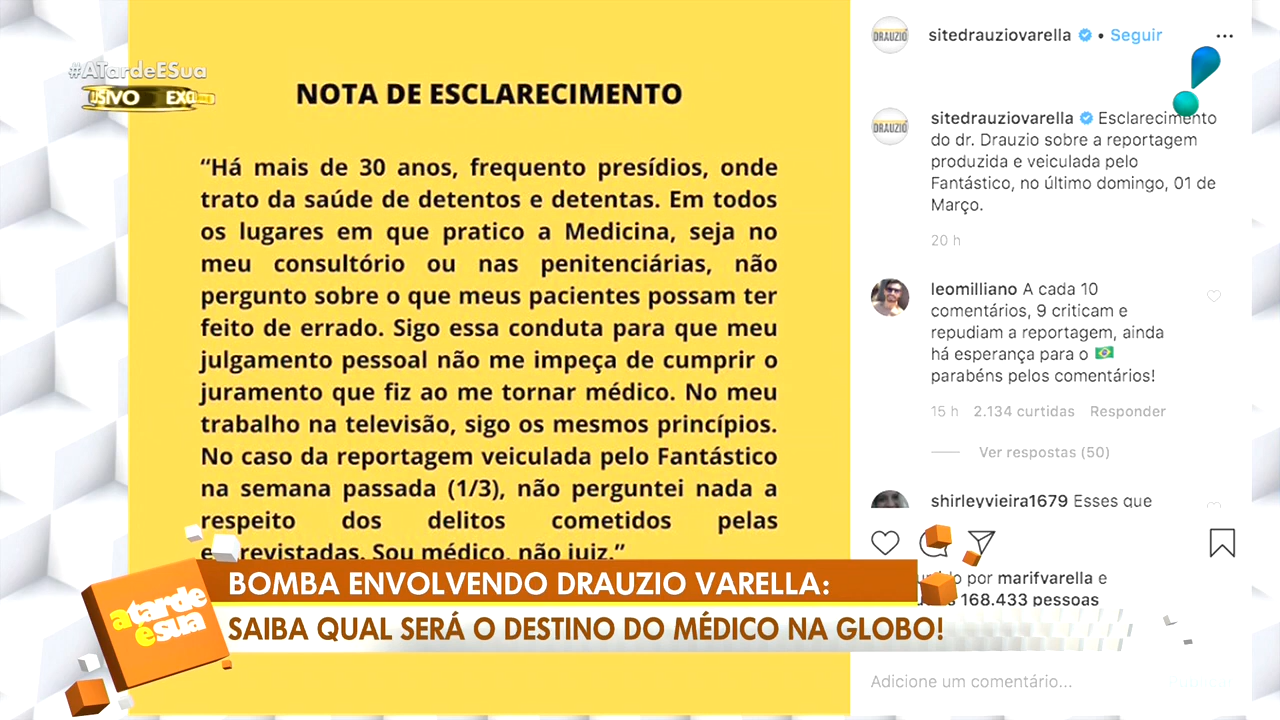 #ATardeESua
USIVO EXCL
NOTA DE ESCLARECIMENTO
“Há mais de 30 anos, frequento presídios, onde
trato da saúde de detentos e detentas. Em todos
os lugares em que pratico a Medicina, seja no
meu consultório ou nas penitenciárias, não
pergunto sobre o que meus pacientes possam ter
feito de errado. Sigo essa conduta para que meu
julgamento pessoal não me impeça de cumprir o
juramento que fiz ao me tornar médico. No meu
trabalho na televisão, sigo os mesmos princípios.
No caso da reportagem veiculada pelo Fantástico
na semana passada (1/3), não perguntei nada a
respeito dos delitos cometidos pelas
entrevistadas. Sou médico, não juiz.”
DRAUZIO
sitedrauziovarella • Seguir
DRAUZIO
sitedrauziovarella Esclarecimento
do dr. Drauzio sobre a reportagem
produzida e veiculada pelo
Fantástico, no último domingo, 01 de
Março.
20 h
leomilliano A cada 10
comentários, 9 criticam e
repudiam a reportagem, ainda
há esperança para o 🇧🇷
parabéns pelos comentários!
15 h 2.134 curtidas Responder
Ver respostas (50)
shirleyvieira1679 Esses que
por marifvarella e
168.433 pessoas
Adicione um comentário...
a tarde
é sua
BOMBA ENVOLVENDO DRAUZIO VARELLA:
SAIBA QUAL SERÁ O DESTINO DO MÉDICO NA GLOBO!